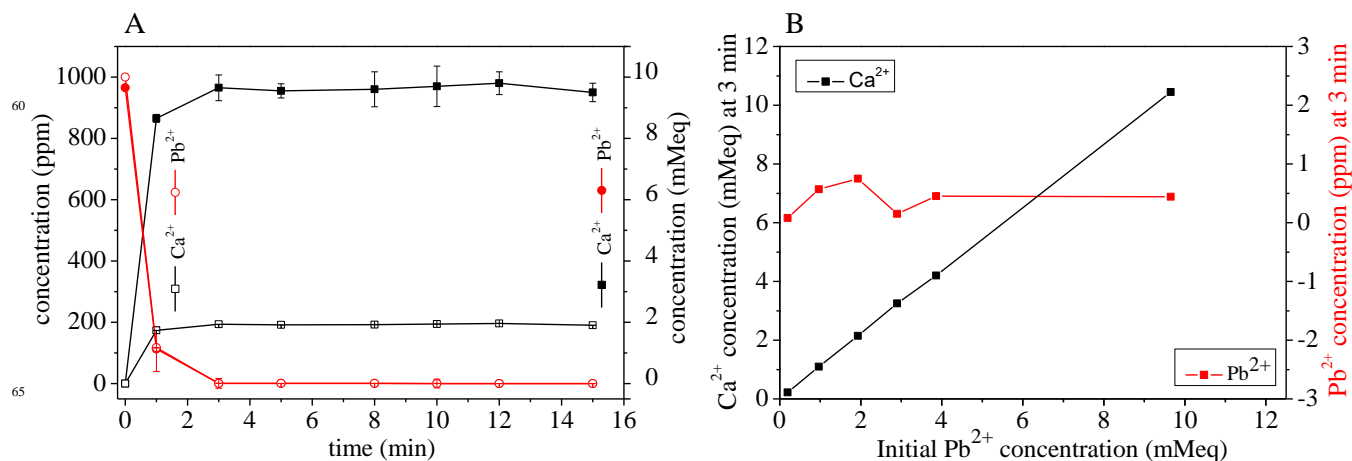 A
60
65
concentration (ppm)
1000
800
600
400
200
0
Pb²⁺
Ca²⁺
Pb²⁺
Ca²⁺
10
8
6
4
2
0
concentration (mMeq)
0 2 4 6 8 10 12 14 16
time (min)
B
Ca²⁺ concentration (mMeq) at 3 min
12
10
8
6
4
2
0
Ca²⁺
Pb²⁺
3
2
1
0
-1
-2
-3
Pb²⁺ concentration (ppm) at 3 min
0 2 4 6 8 10 12
Initial Pb²⁺ concentration (mMeq)